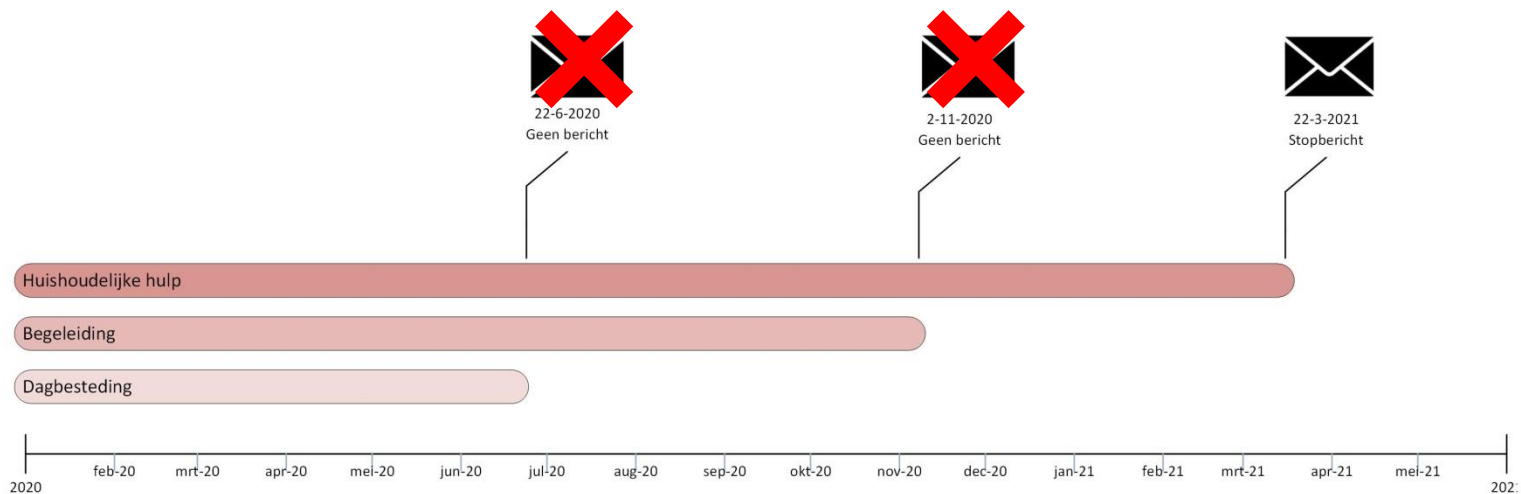 22-6-2020
Geen bericht
2-11-2020
Geen bericht
22-3-2021
Stopbericht
Huishoudelijke hulp
Begeleiding
Dagbesteding
feb-20 mrt-20 apr-20 mei-20 jun-20 jul-20 aug-20 sep-20 okt-20 nov-20 dec-20 jan-21 feb-21 mrt-21 apr-21 mei-21
2020